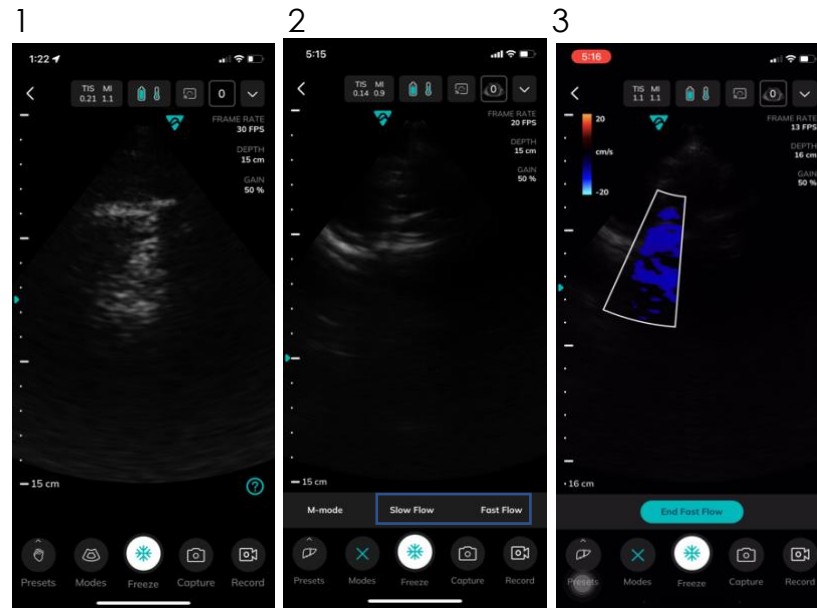 1
1:22
TIS MI
0.21 1.1
0
FRAME RATE
30 FPS
DEPTH
15 cm
GAIN
50 %
15 cm
?
Presets Modes Freeze Capture Record
2
5:15
TIS MI
0.14 0.9
0
FRAME RATE
20 FPS
DEPTH
15 cm
GAIN
50 %
15 cm
M-mode Slow Flow Fast Flow
Presets Modes Freeze Capture Record
3
5:16
TIS MI
1.1 1.1
0
20
cm/s
-20
FRAME RATE
13 FPS
DEPTH
16 cm
GAIN
50 %
16 cm
End Fast Flow
Presets Modes Freeze Capture Record